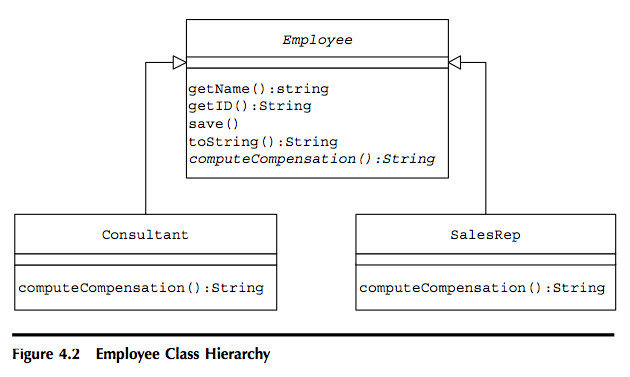 Employee
getName():string
getID():String
save()
toString():String
computeCompensation():String
Consultant
computeCompensation():String
SalesRep
computeCompensation():String
Figure 4.2 Employee Class Hierarchy